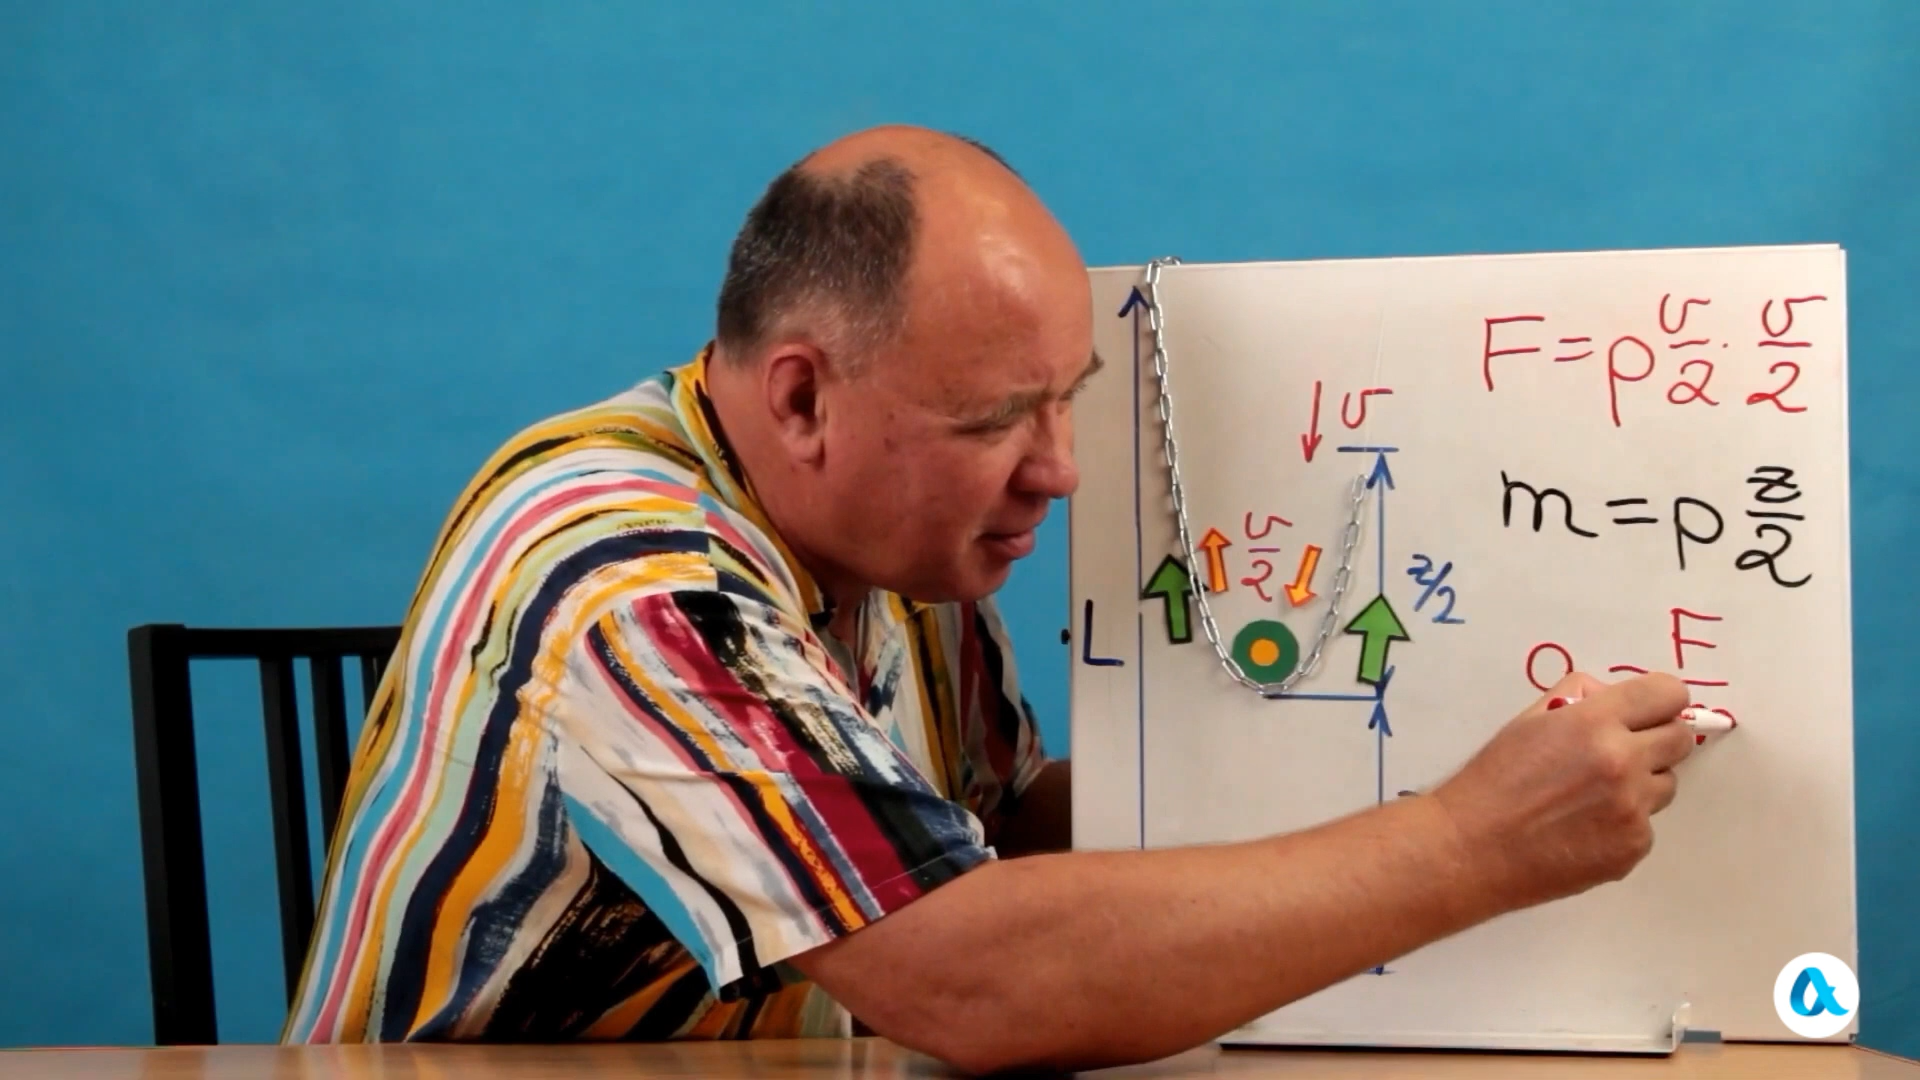 F = ρ v/2 · v/2
v
m = ρ z/2
v/2
z/2
L
F